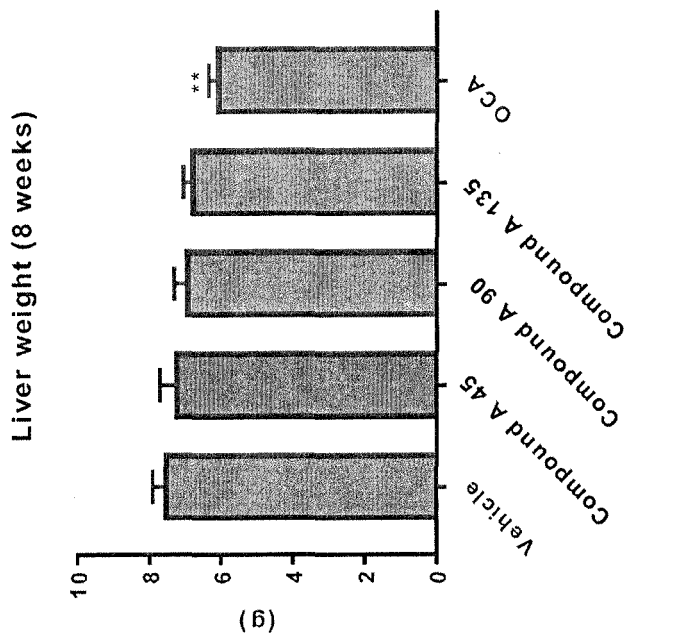 Liver weight (8 weeks)
10
8
6
4
2
0
(g)
**
Vehicle
Compound A 45
Compound A 90
Compound A 135
OCA